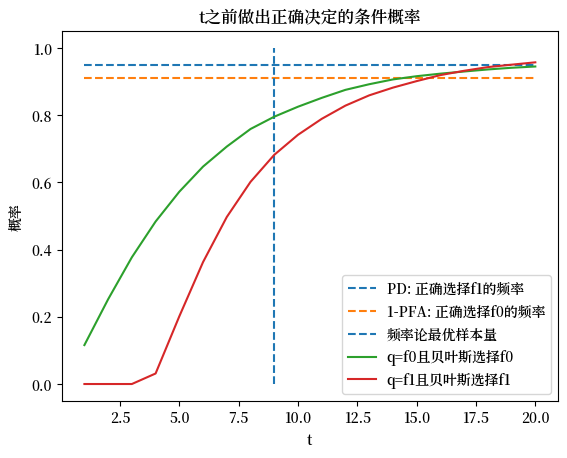 t之前做出正确决定的条件概率
1.0
0.8
0.6
0.4
0.2
0.0
概率
PD: 正确选择f1的频率
1-PFA: 正确选择f0的频率
频率论最优样本量
q=f0且贝叶斯选择f0
q=f1且贝叶斯选择f1
2.5 5.0 7.5 10.0 12.5 15.0 17.5 20.0
t